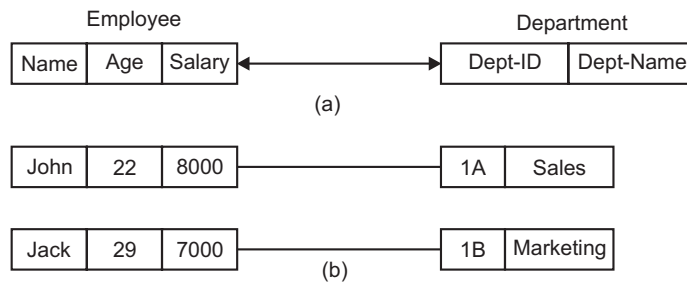 Employee Department
Name Age Salary Dept-ID Dept-Name
(a)
John 22 8000 1A Sales
Jack 29 7000 1B Marketing
(b)